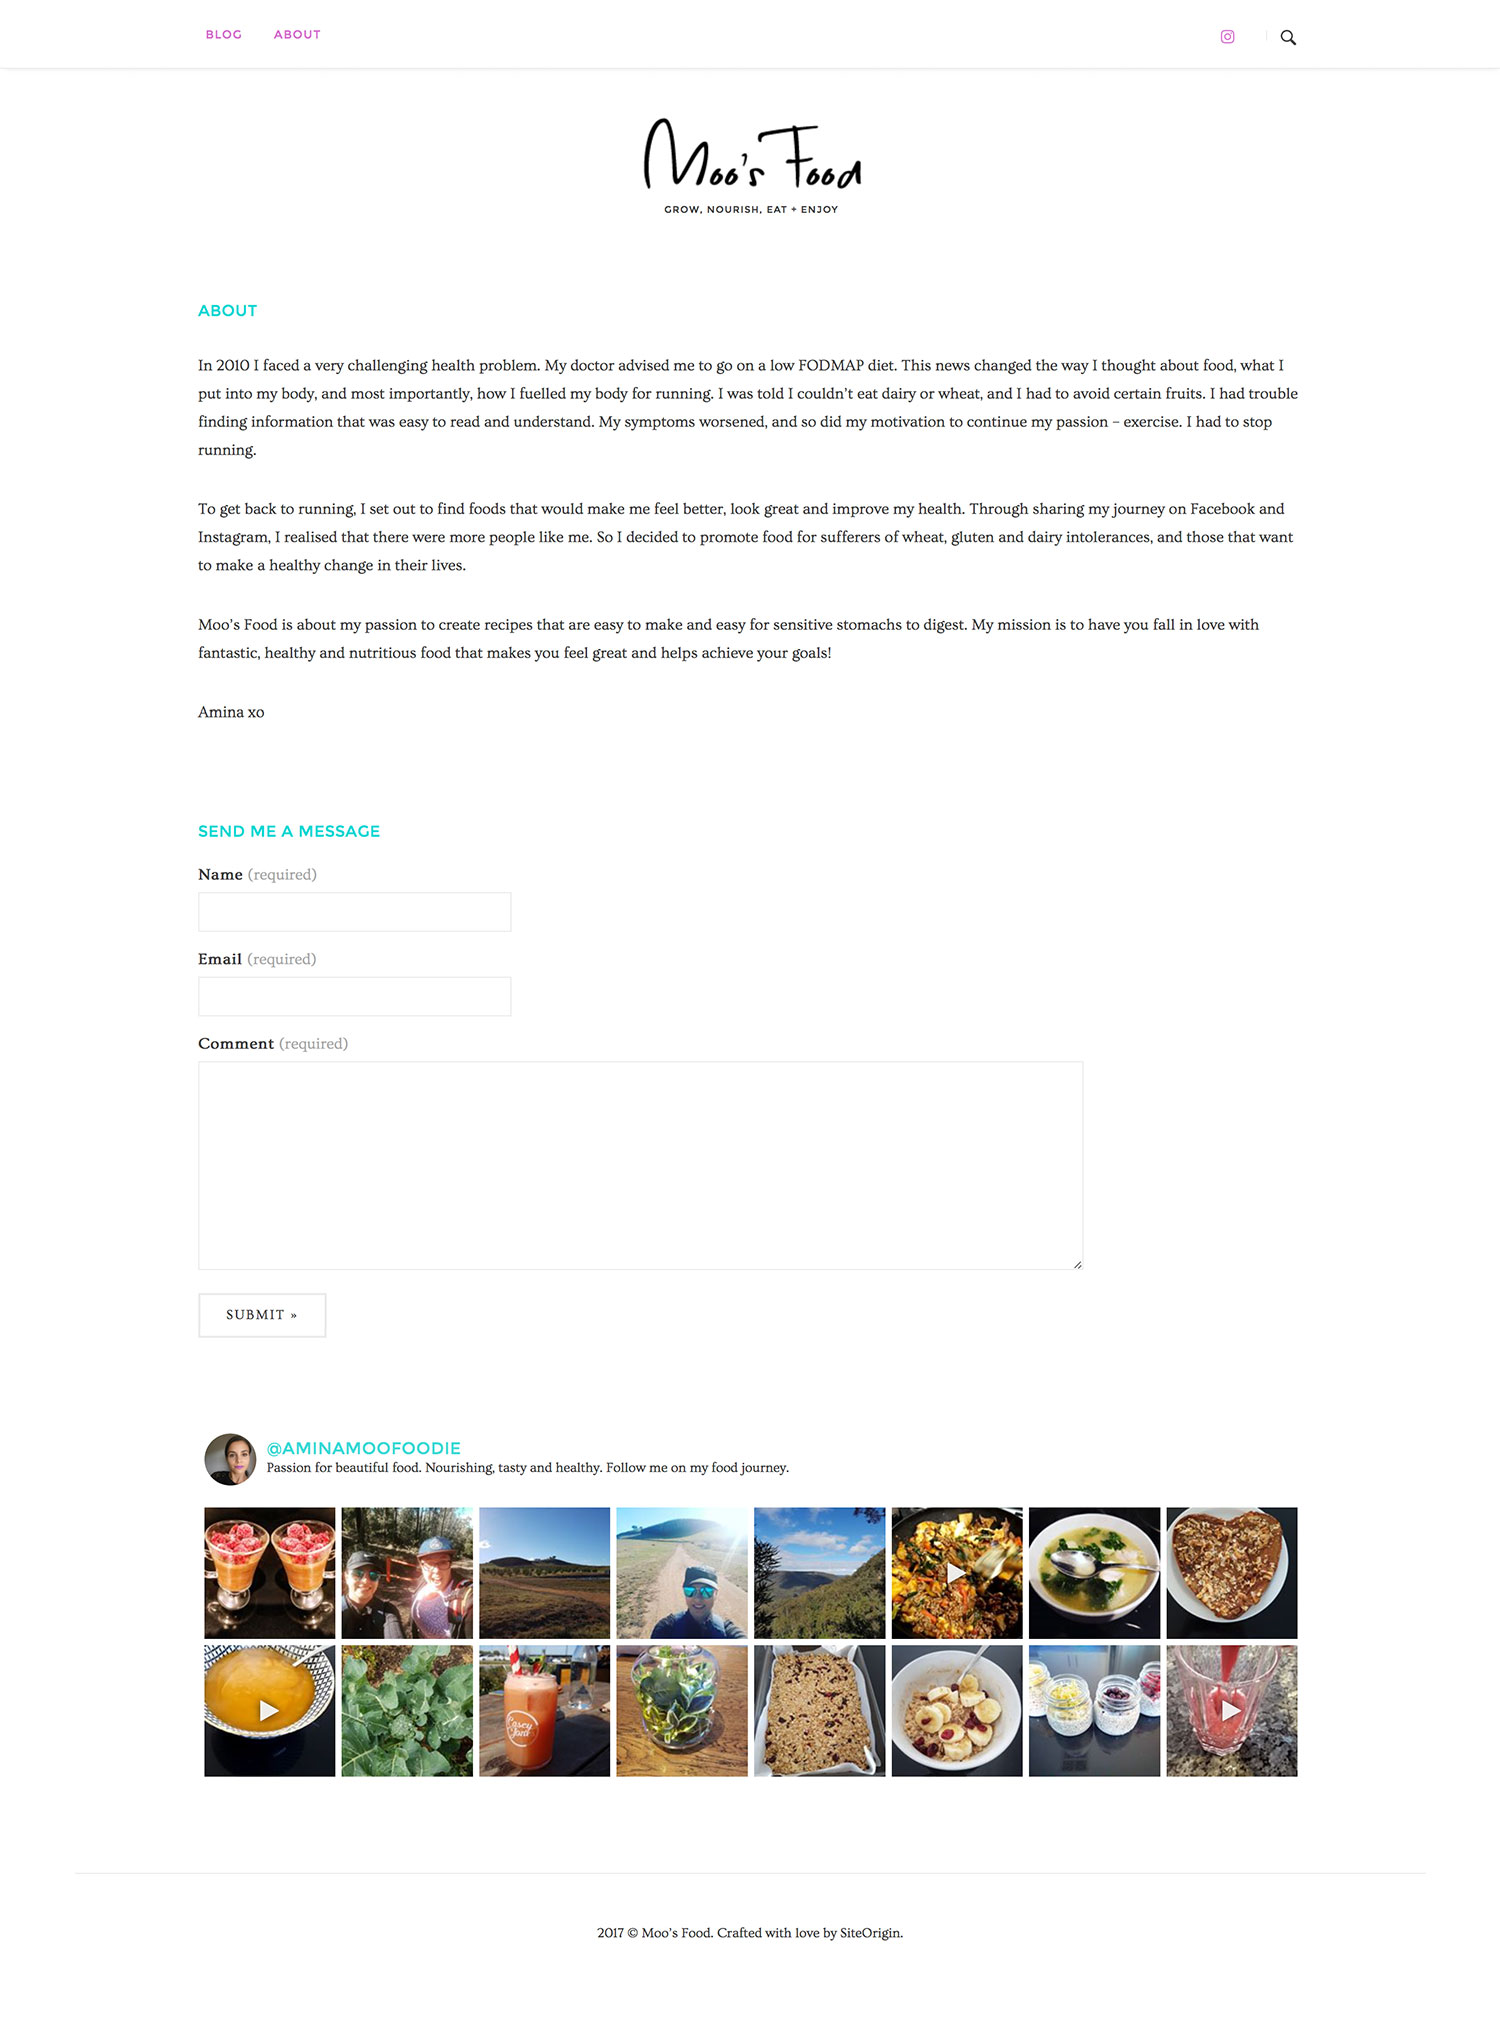 BLOG ABOUT
Moo's Food
GROW, NOURISH, EAT + ENJOY
ABOUT
In 2010 I faced a very challenging health problem. My doctor advised me to go on a low FODMAP diet. This news changed the way I thought about food, what I
put into my body, and most importantly, how I fuelled my body for running. I was told I couldn’t eat dairy or wheat, and I had to avoid certain fruits. I had trouble
finding information that was easy to read and understand. My symptoms worsened, and so did my motivation to continue my passion – exercise. I had to stop
running.
To get back to running, I set out to find foods that would make me feel better, look great and improve my health. Through sharing my journey on Facebook and
Instagram, I realised that there were more people like me. So I decided to promote food for sufferers of wheat, gluten and dairy intolerances, and those that want
to make a healthy change in their lives.
Moo’s Food is about my passion to create recipes that are easy to make and easy for sensitive stomachs to digest. My mission is to have you fall in love with
fantastic, healthy and nutritious food that makes you feel great and helps achieve your goals!
Amina xo
SEND ME A MESSAGE
Name (required)
Email (required)
Comment (required)
SUBMIT »
@AMINAMOOFOODIE
Passion for beautiful food. Nourishing, tasty and healthy. Follow me on my food journey.
2017 © Moo’s Food. Crafted with love by SiteOrigin.